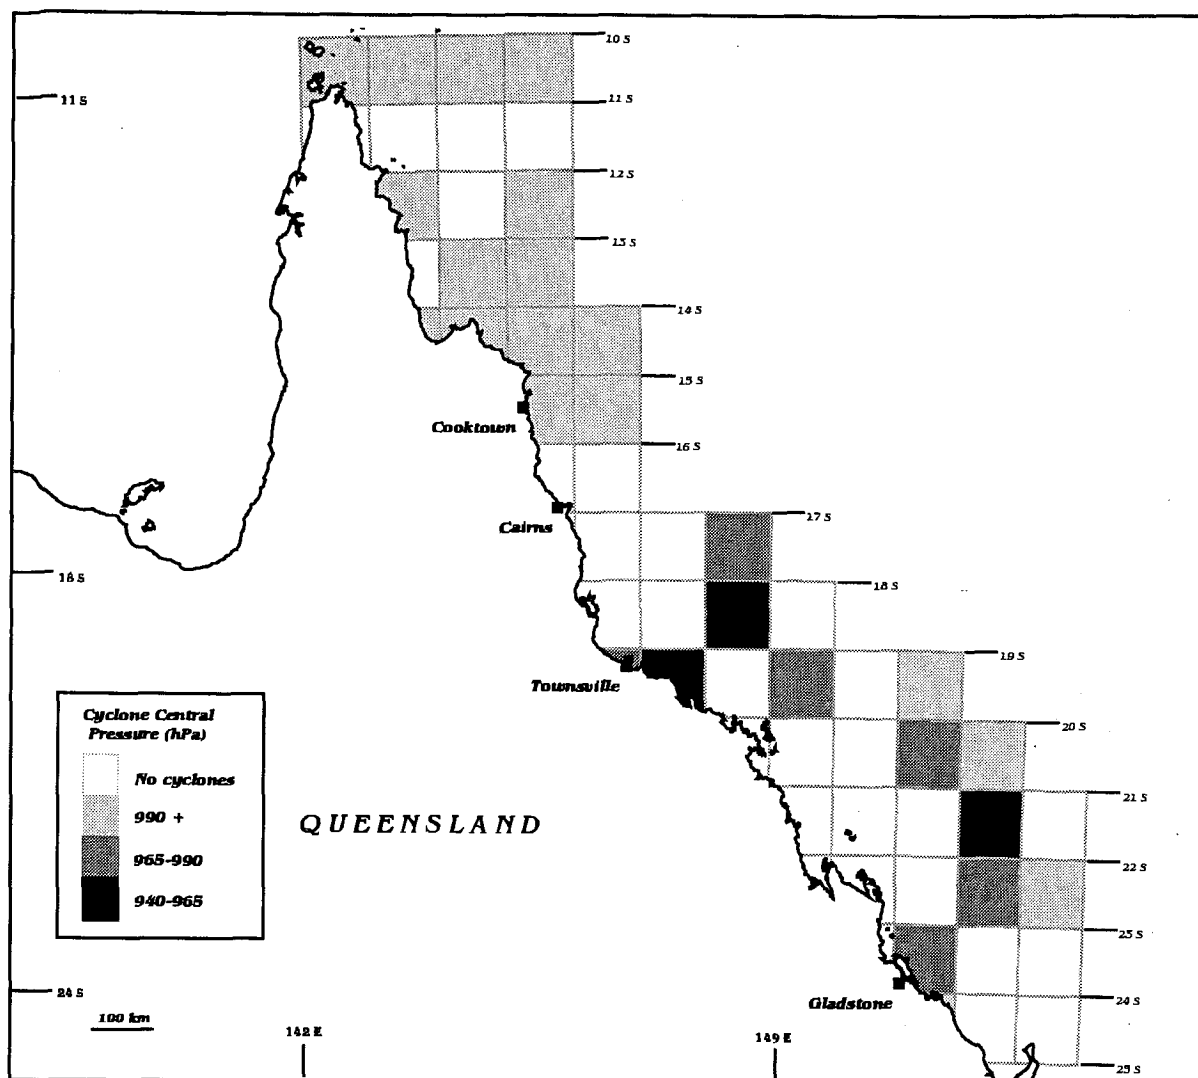 10 S
11 S
11 S
12 S
13 S
14 S
15 S
Cooktown
16 S
17 S
Cairns
18 S
18 S
19 S
Townsville
Cyclone Central
Pressure (hPa)
20 S
No cyclones
21 S
990 +
QUEENSLAND
965-990
22 S
940-965
23 S
24 S
Gladstone
24 S
100 km
142 E
149 E
25 S